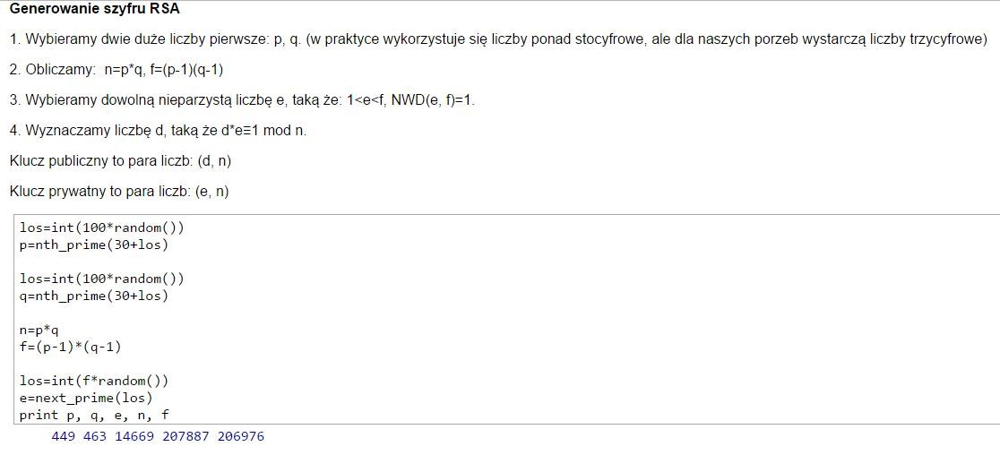 Generowanie szyfru RSA
1. Wybieramy dwie duże liczby pierwsze: p, q. (w praktyce wykorzystuje się liczby ponad stocyfrowe, ale dla naszych porzeb wystarczą liczby trzycyfrowe)
2. Obliczamy:  n=p*q, f=(p-1)(q-1)
3. Wybieramy dowolną nieparzystą liczbę e, taką że: 1<e<f, NWD(e, f)=1.
4. Wyznaczamy liczbę d, taką że d*e≡1 mod n.
Klucz publiczny to para liczb: (d, n)
Klucz prywatny to para liczb: (e, n)
los=int(100*random())
p=nth_prime(30+los)
los=int(100*random())
q=nth_prime(30+los)
n=p*q
f=(p-1)*(q-1)
los=int(f*random())
e=next_prime(los)
print p, q, e, n, f
449 463 14669 207887 206976